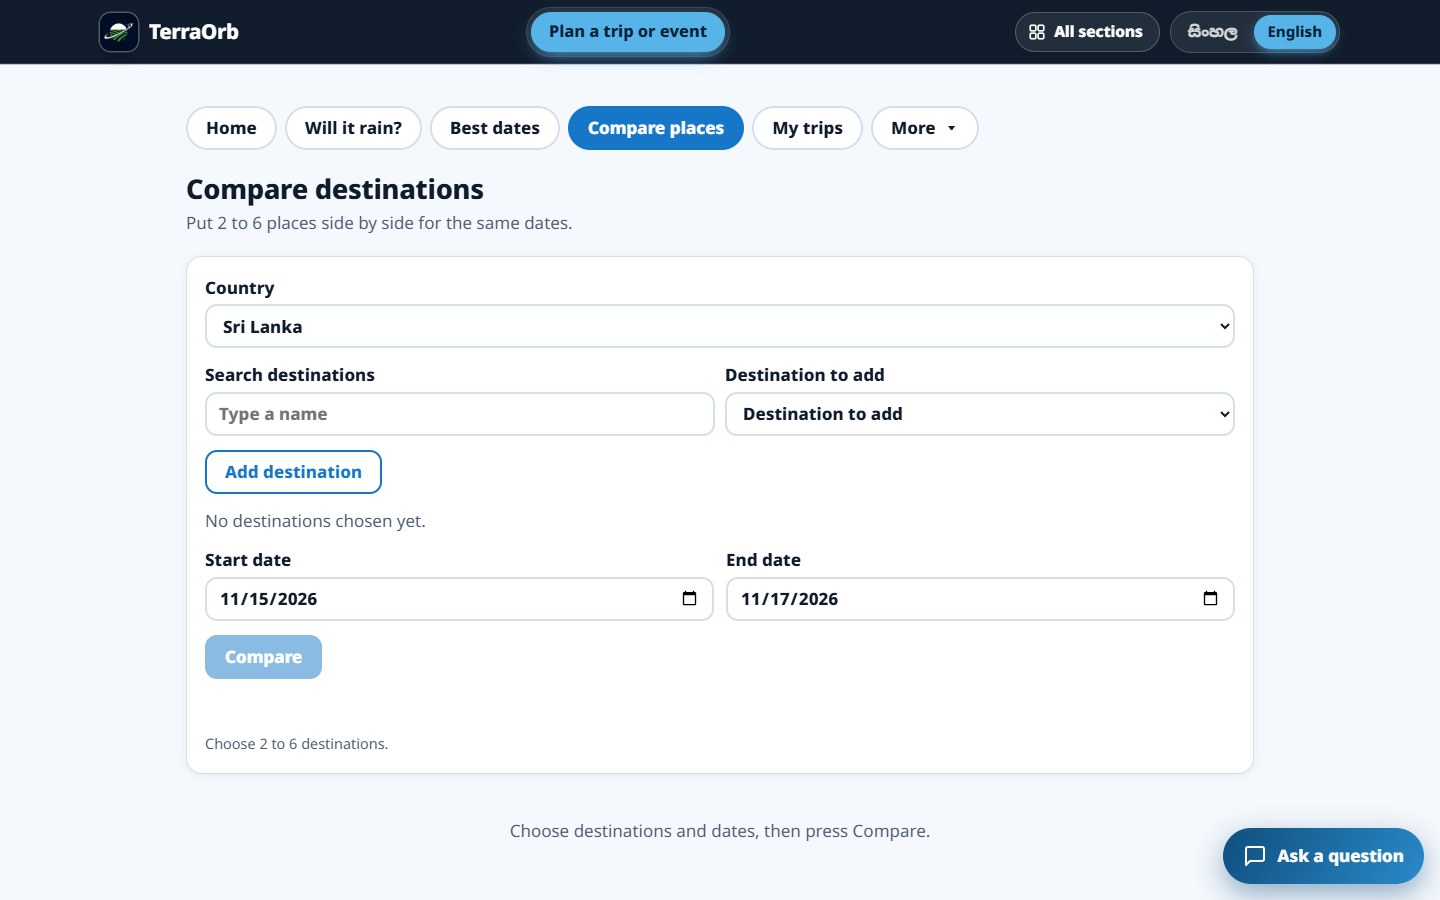 TerraOrb
Plan a trip or event
All sections
සිංහල
English
Home
Will it rain?
Best dates
Compare places
My trips
More
Compare destinations
Put 2 to 6 places side by side for the same dates.
Country
Sri Lanka
Search destinations
Destination to add
Type a name
Destination to add
Add destination
No destinations chosen yet.
Start date
End date
11/15/2026
11/17/2026
Compare
Choose 2 to 6 destinations.
Choose destinations and dates, then press Compare.
Ask a question